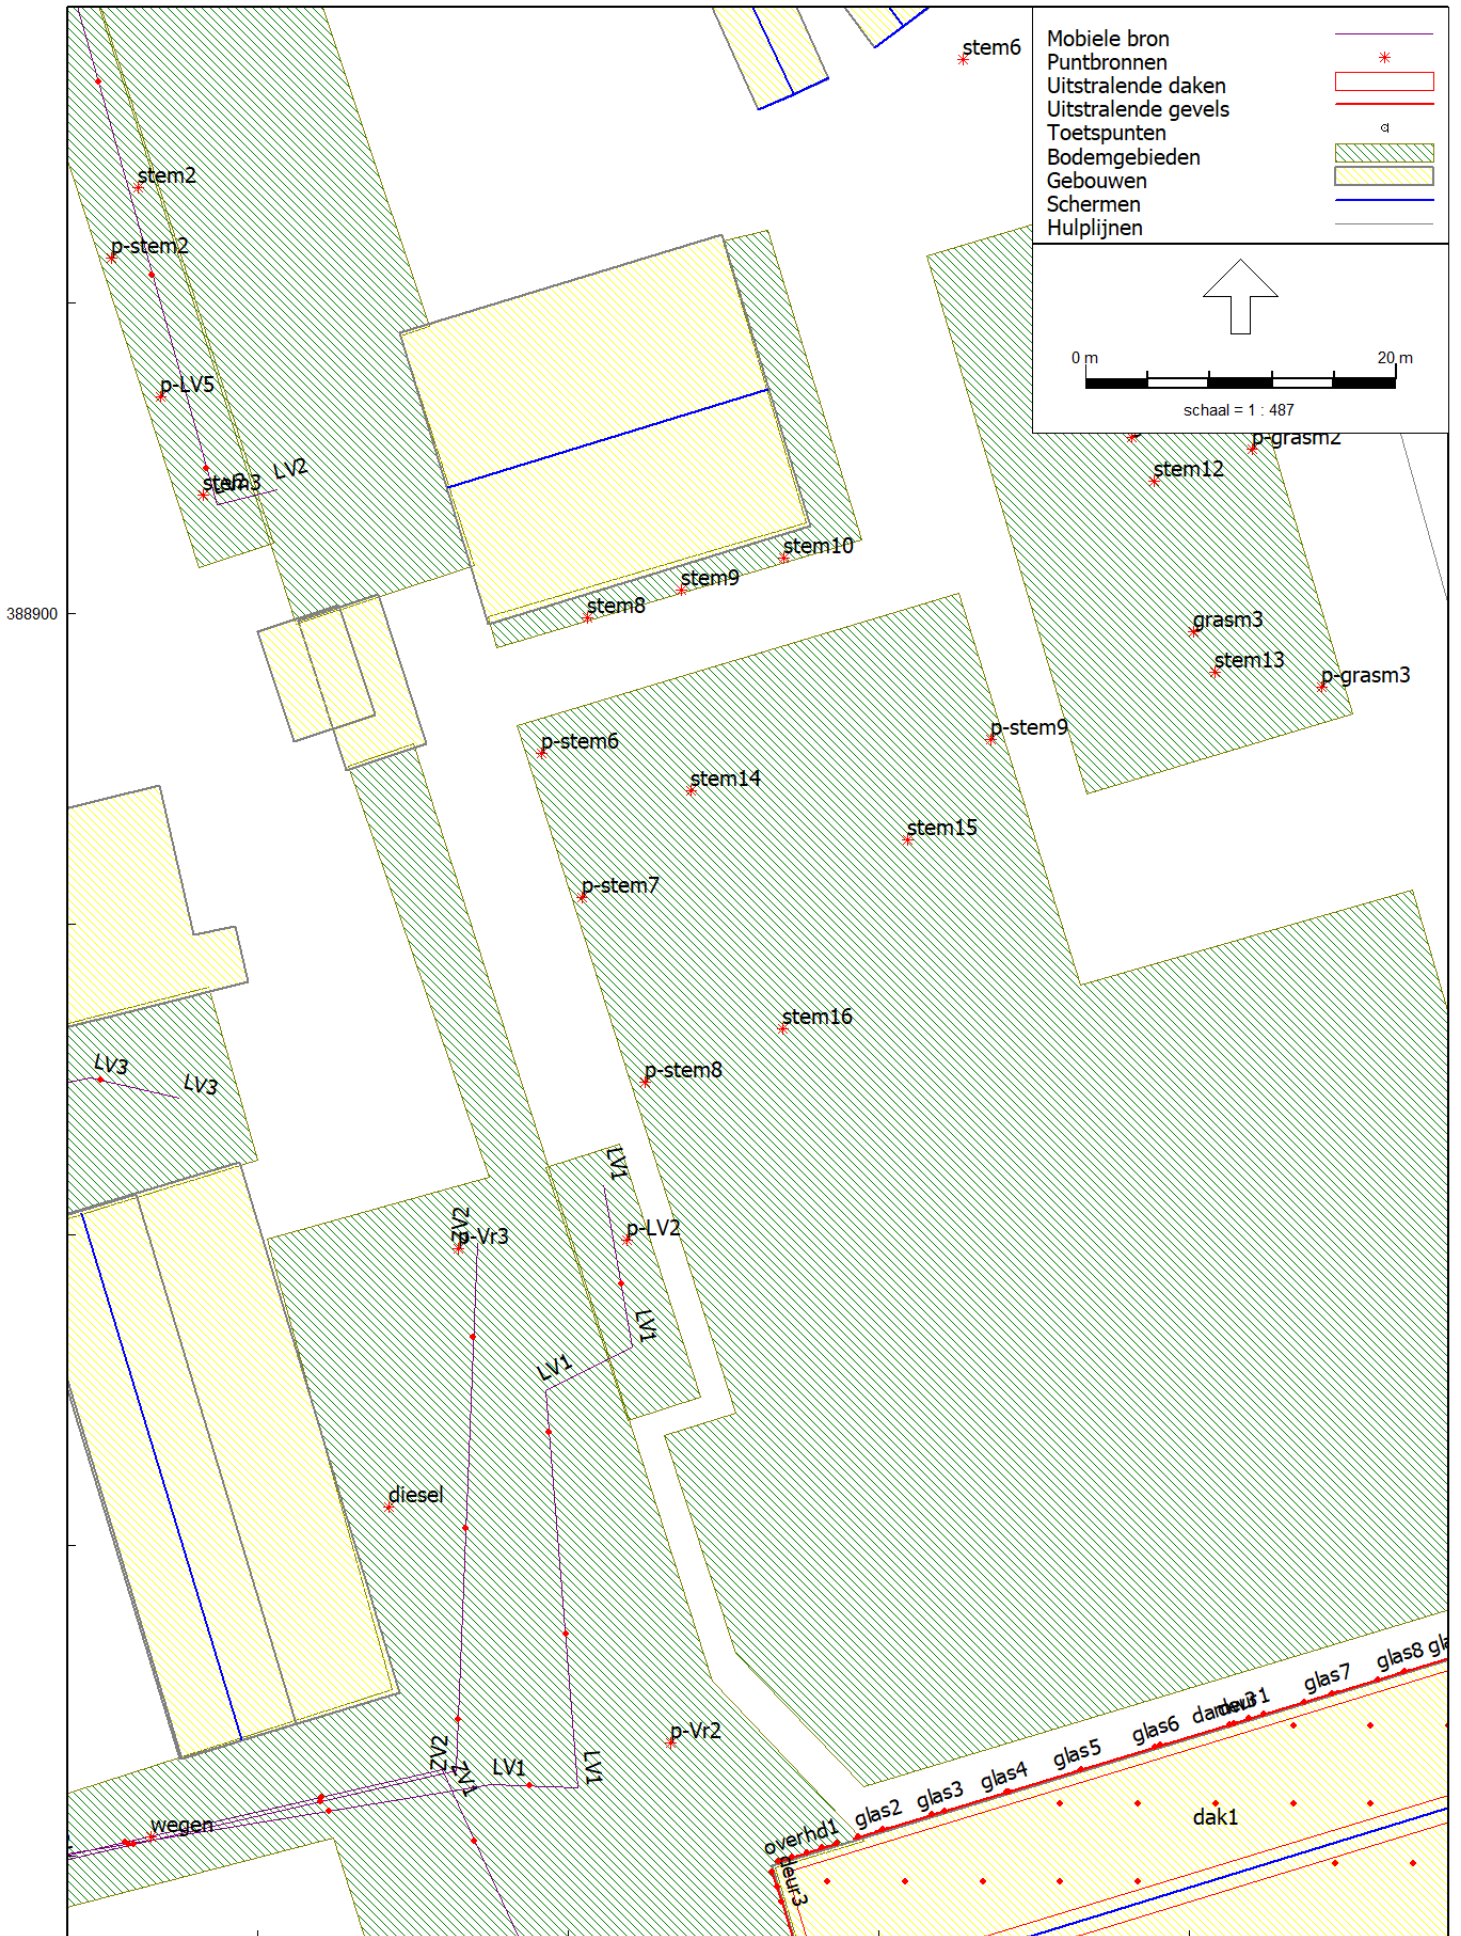 stem6
Mobiele bron
Puntbronnen
Uitstralende daken
Uitstralende gevels
Toetspunten
Bodemgebieden
Gebouwen
Schermen
Hulplijnen
0 m
20 m
schaal = 1 : 487
stem2
p-stem2
p-LV5
stem3
LV2
p-grasm2
stem12
stem10
stem9
stem8
388900
grasm3
stem13
p-grasm3
p-stem6
p-stem9
stem14
stem15
p-stem7
stem16
p-stem8
LV3
LV3
LV1
ZV2
p-Vr3
p-LV2
LV1
LV1
diesel
p-Vr2
ZV2
ZV1
LV1
LV1
wegen
glas8
glas7
glas6
glas5
glas4
glas3
glas2
overhd1
deur3
dak1